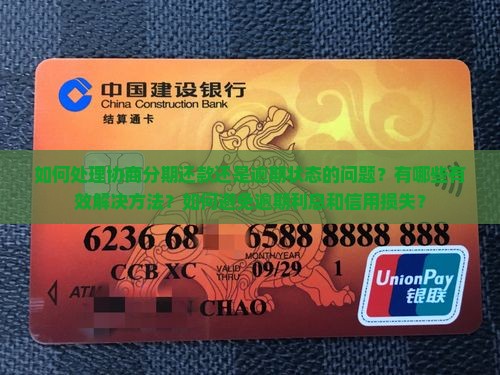 中国建设银行
China Construction Bank
结算通卡
如何处理协商分期还款还是逾期状态的问题？有哪些有
效解决方法？如何避免逾期利息和信用损失？
6236 68 6588 8888 888
MONTH/YEAR
CCB XC VALID THRU 09/29 1
ATM
CHAO
UnionPay
银联